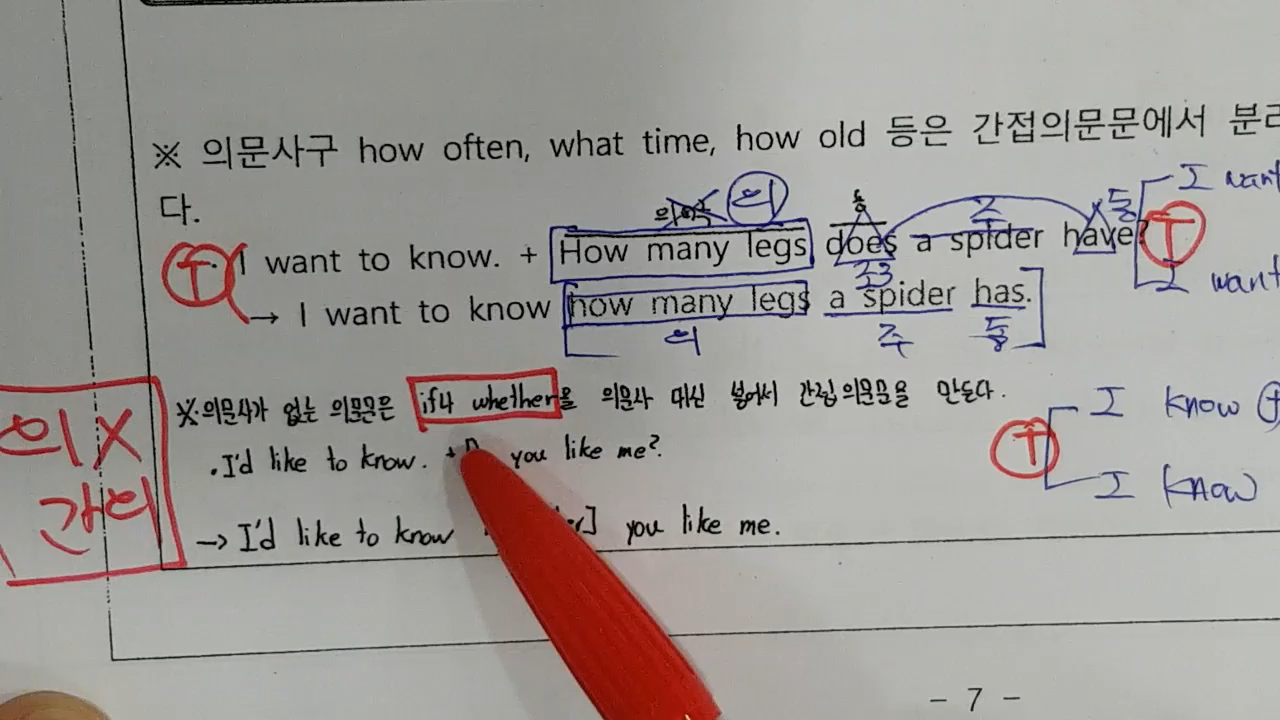 ※ 의문사구 how often, what time, how old 등은 간접의문문에서 분리
다.
의
I want to know. + How many legs does a spider have?
→ I want to know how many legs a spider has.
의 주 동
※.의문사가 없는 의문문은 if나 whether을 의문사 대신 붙여서 간접의문문을 만든다.
.I'd like to know. + you like me?
→ I'd like to know you like me.
의X
간의
T
T
T
I want
I want
I know +
I know
- 7 -